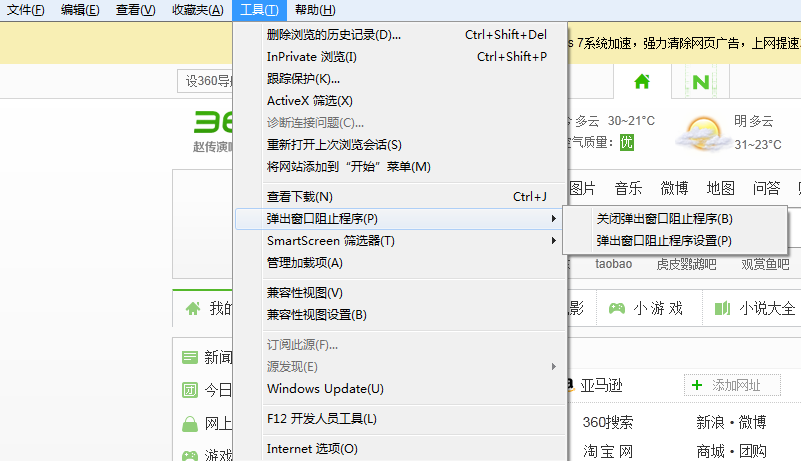 文件(F) 编辑(E) 查看(V) 收藏夹(A) 工具(T) 帮助(H)
删除浏览的历史记录(D)... Ctrl+Shift+Del
s 7系统加速，强力清除网页广告，上网提速
InPrivate 浏览(I) Ctrl+Shift+P
设360导航
跟踪保护(K)...
N
ActiveX 筛选(X)
36
诊断连接问题(C)...
今 多云 30~21°C
明 多云
赵传演唱
重新打开上次浏览会话(S)
空气质量：优
31~23°C
将网站添加到“开始”菜单(M)
查看下载(N) Ctrl+J
图片 音乐 微博 地图 问答
弹出窗口阻止程序(P)
关闭弹出窗口阻止程序(B)
SmartScreen 筛选器(T)
弹出窗口阻止程序设置(P)
管理加载项(A)
taobao 虎皮鹦鹉吧 观赏鱼吧
兼容性视图(V)
我的
影 小游戏 小说大全
兼容性视图设置(B)
订阅此源(F)...
新闻
源发现(E)
Windows Update(U)
亚马逊
添加网址
团 今日
F12 开发人员工具(L)
网上
360搜索 新浪·微博
Internet 选项(O)
游戏
淘宝网 商城·团购